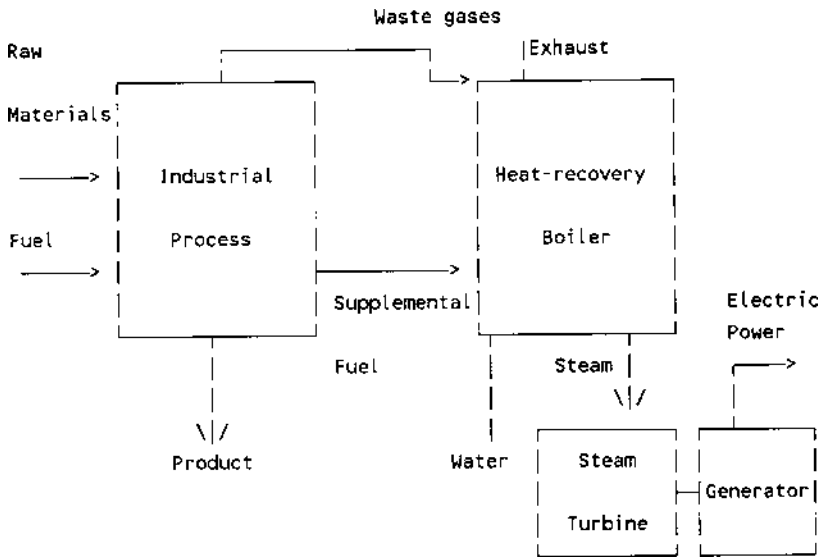 Waste gases
Raw
Exhaust
Materials
Industrial
Heat-recovery
Fuel
Process
Boiler
Supplemental
Electric
Power
Fuel
Steam
Product
Water
Steam
Generator
Turbine